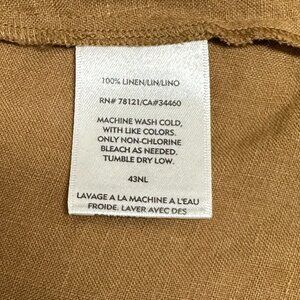 100% LINEN/LIN/LINO
RN# 78121/CA#34460
MACHINE WASH COLD,
WITH LIKE COLORS.
ONLY NON-CHLORINE
BLEACH AS NEEDED.
TUMBLE DRY LOW.
43NL
LAVAGE A LA MACHINE A L'EAU
FROIDE. LAVER AVEC DES